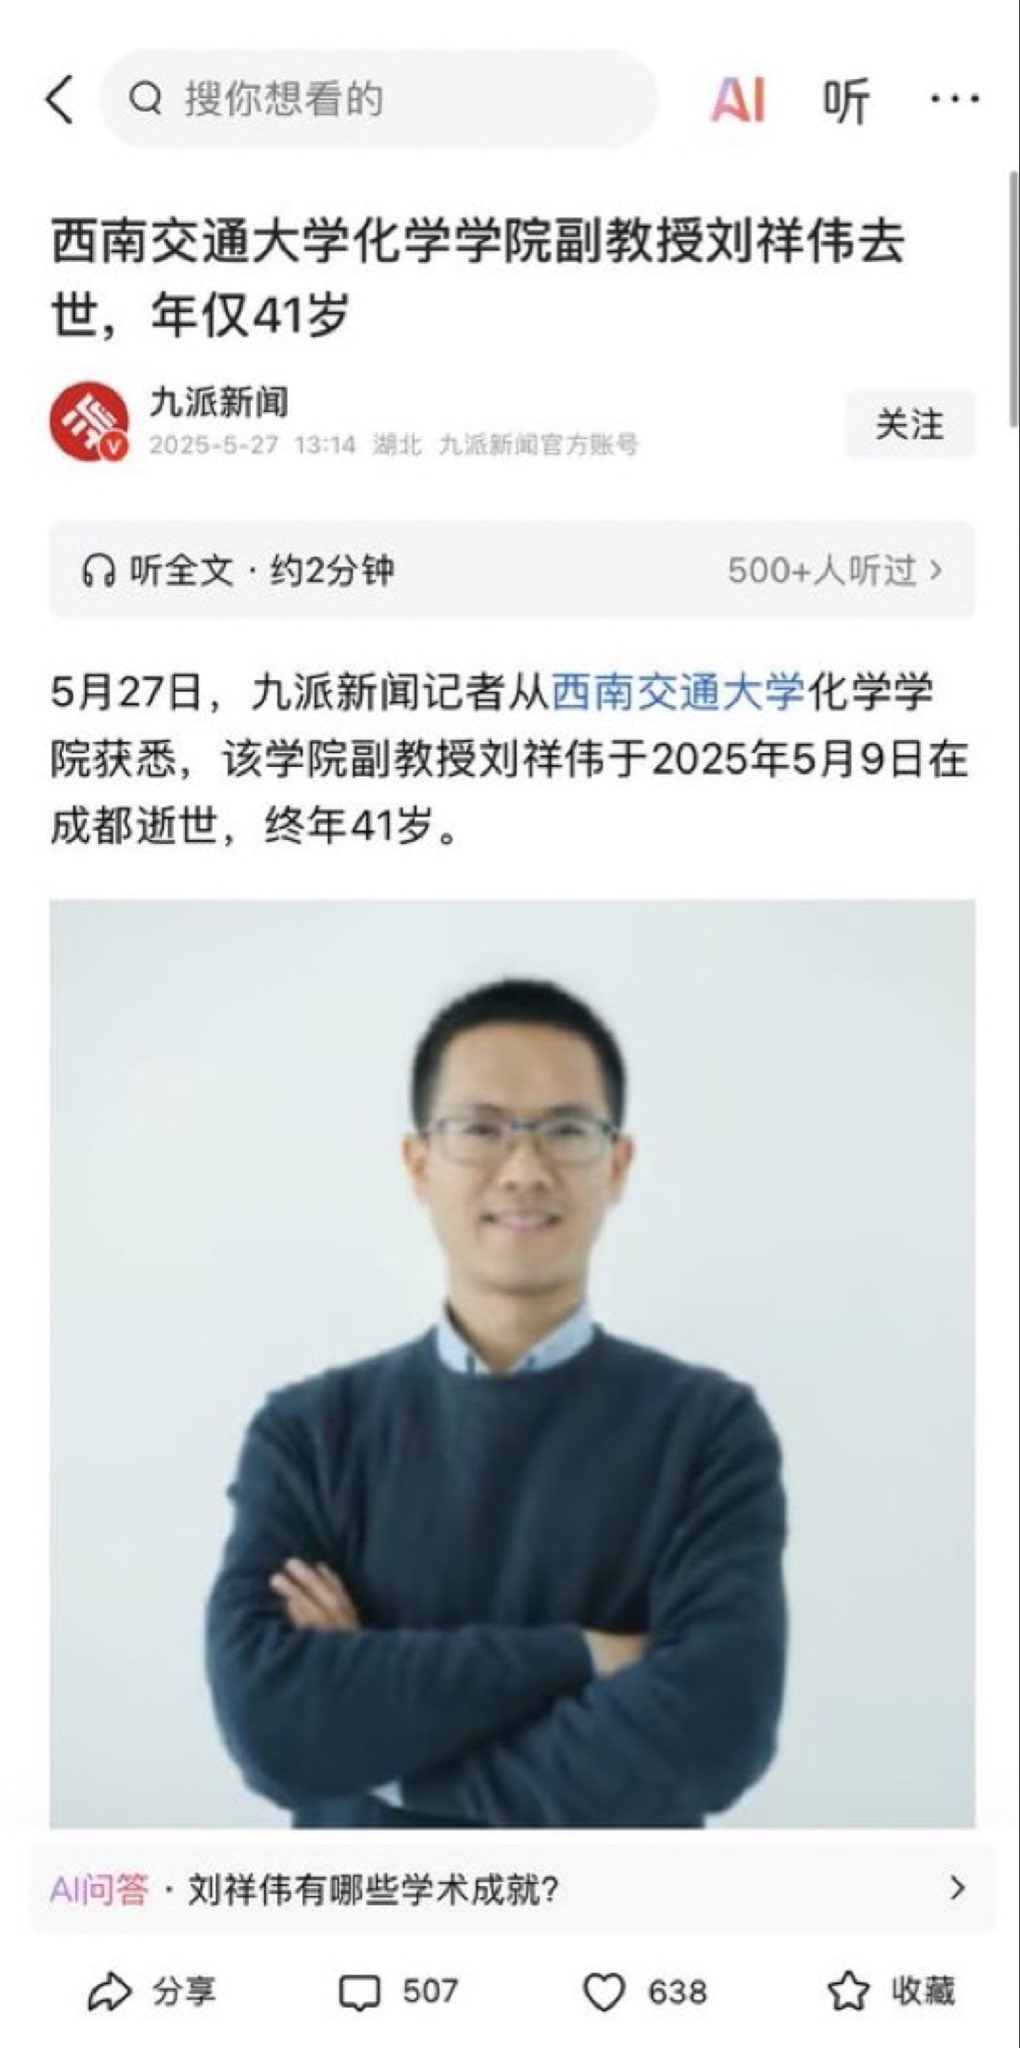 搜你想看的
AI 听 ...
西南交通大学化学学院副教授刘祥伟去
世，年仅41岁
九派新闻
2025-5-27 13:14 湖北 九派新闻官方账号
关注
听全文 · 约2分钟
500+人听过
5月27日，九派新闻记者从西南交通大学化学学
院获悉，该学院副教授刘祥伟于2025年5月9日在
成都逝世，终年41岁。
AI问答 · 刘祥伟有哪些学术成就?
分享 507 638 收藏